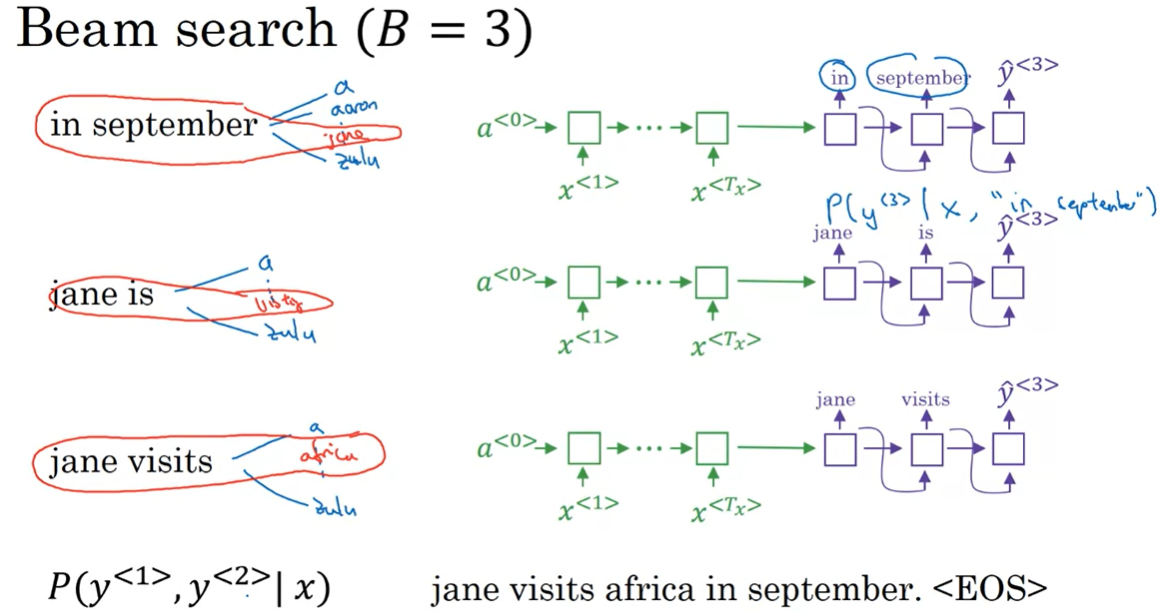 Beam search (B = 3)
in september
a
aaron
jane
zulu
a<0>
x<1>
x<Tx>
in
september
ŷ<3>
P(y<3> | x, "in september")
jane is
a
visits
zulu
a<0>
x<1>
x<Tx>
jane
is
ŷ<3>
jane visits
a
africa
zulu
a<0>
x<1>
x<Tx>
jane
visits
ŷ<3>
P(y<1>, y<2> | x)
jane visits africa in september. <EOS>